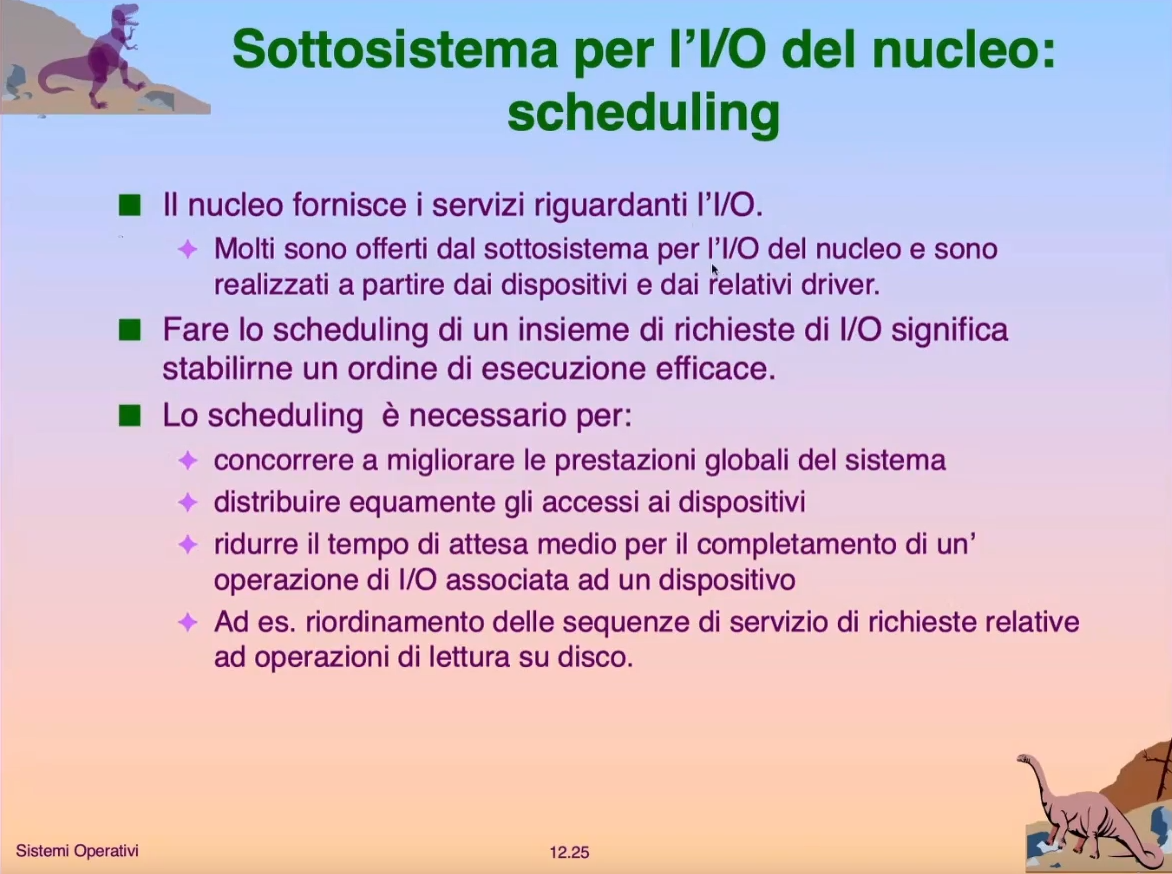 Sottosistema per l’I/O del nucleo:
scheduling
Il nucleo fornisce i servizi riguardanti l’I/O.
Molti sono offerti dal sottosistema per l’I/O del nucleo e sono
realizzati a partire dai dispositivi e dai relativi driver.
Fare lo scheduling di un insieme di richieste di I/O significa
stabilirne un ordine di esecuzione efficace.
Lo scheduling è necessario per:
concorrere a migliorare le prestazioni globali del sistema
distribuire equamente gli accessi ai dispositivi
ridurre il tempo di attesa medio per il completamento di un’
operazione di I/O associata ad un dispositivo
Ad es. riordinamento delle sequenze di servizio di richieste relative
ad operazioni di lettura su disco.
Sistemi Operativi
12.25